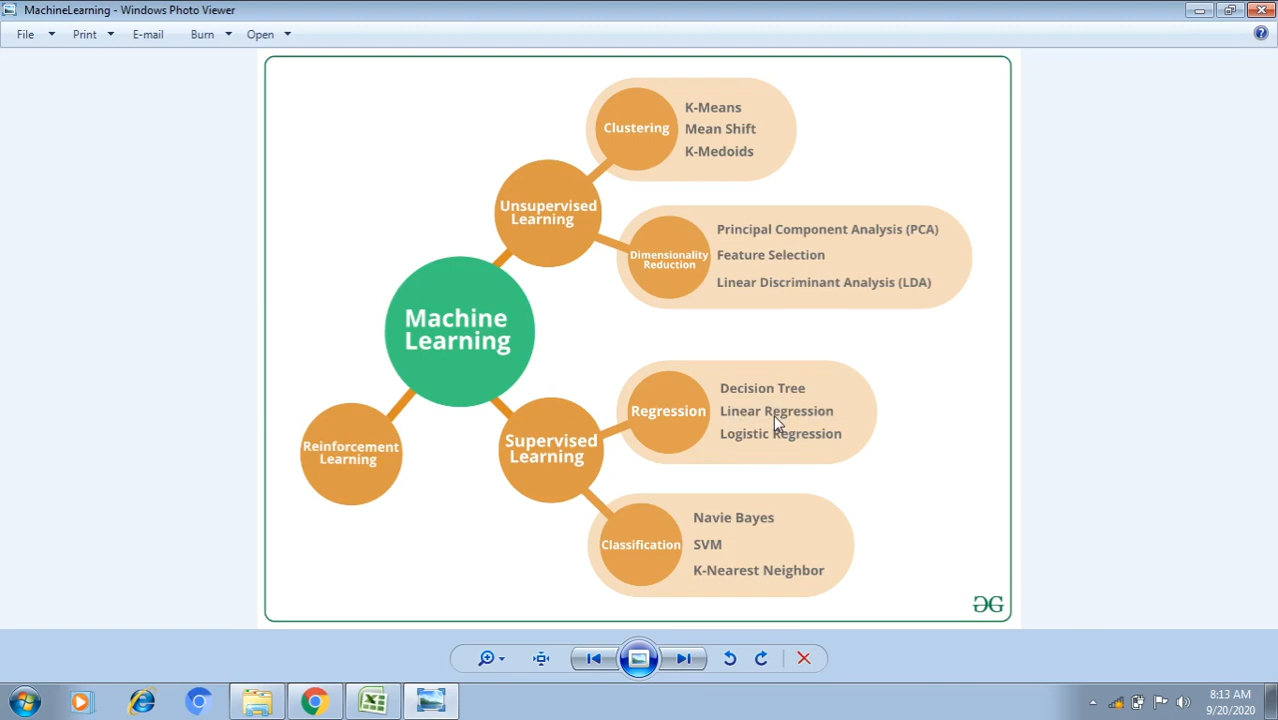 MachineLearning - Windows Photo Viewer
File Print E-mail Burn Open
Clustering
K-Means
Mean Shift
K-Medoids
Unsupervised
Learning
Dimensionality
Reduction
Principal Component Analysis (PCA)
Feature Selection
Linear Discriminant Analysis (LDA)
Machine
Learning
Reinforcement
Learning
Supervised
Learning
Regression
Decision Tree
Linear Regression
Logistic Regression
Classification
Navie Bayes
SVM
K-Nearest Neighbor
8:13 AM
9/20/2020